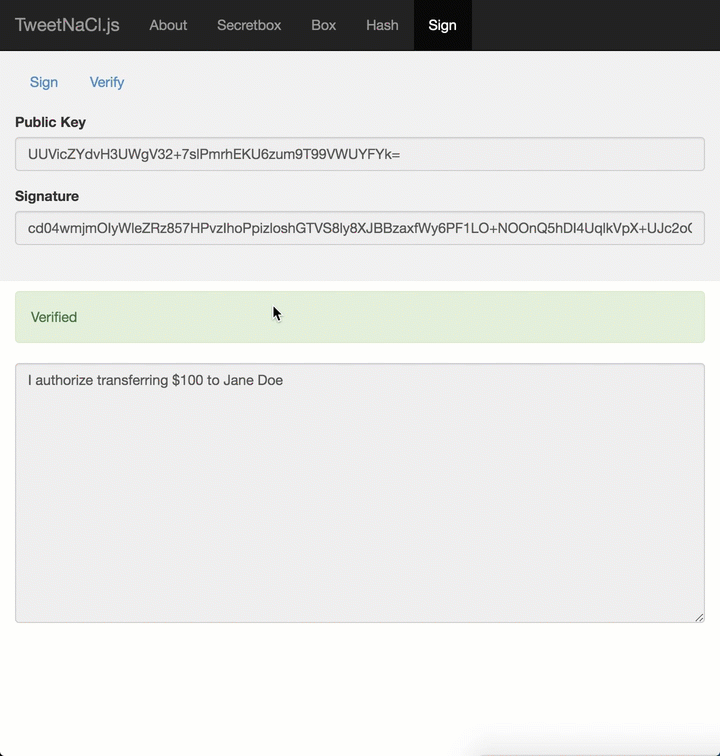 TweetNaCl.js About Secretbox Box Hash Sign
Sign Verify
Public Key
UUVicZYdvH3UWgV32+7slPmrhEKU6zum9T99VWUYFYk=
Signature
cd04wmjmOIyWleZRz857HPvzIhoPpizloshGTVS8ly8XJBBzaxfWy6PF1LO+NOOnQ5hDI4UqlkVpX+UJc2o
Verified
I authorize transferring $100 to Jane Doe